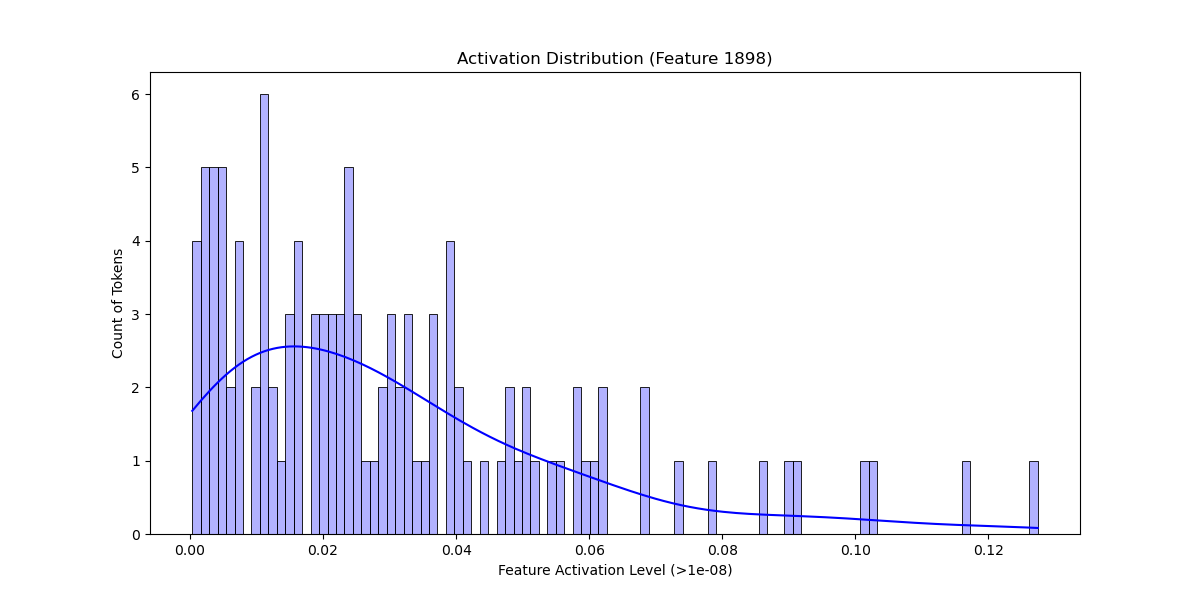 Activation Distribution (Feature 1898)
Count of Tokens
6
5
4
3
2
1
0
0.00 0.02 0.04 0.06 0.08 0.10 0.12
Feature Activation Level (>1e-08)